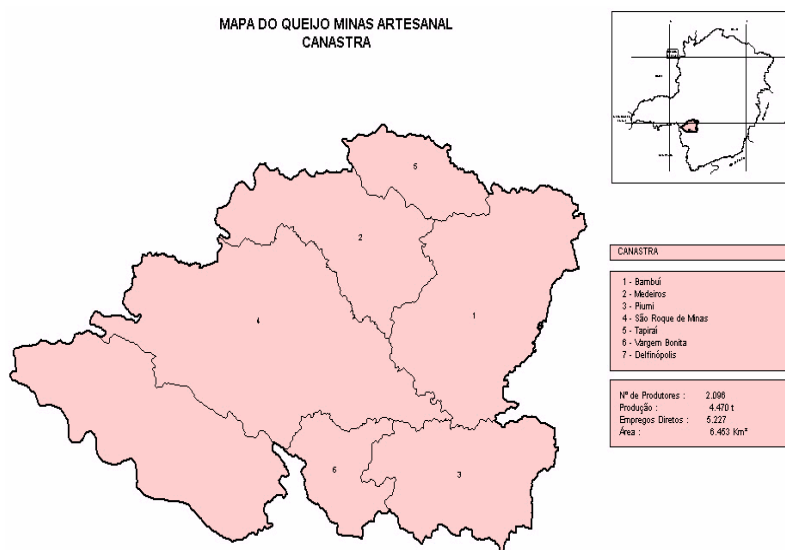 MAPA DO QUEIJO MINAS ARTESANAL
CANASTRA
5
2
1
4
6
3
CANASTRA
1 - Bambuí
2 - Medeiros
3 - Piumi
4 - São Roque de Minas
5 - Tapiraí
6 - Vargem Bonita
7 - Delfinópolis
Nº de Produtores : 2.096
Produção : 4.470 t
Empregos Diretos : 5.227
Área : 6.453 Km²